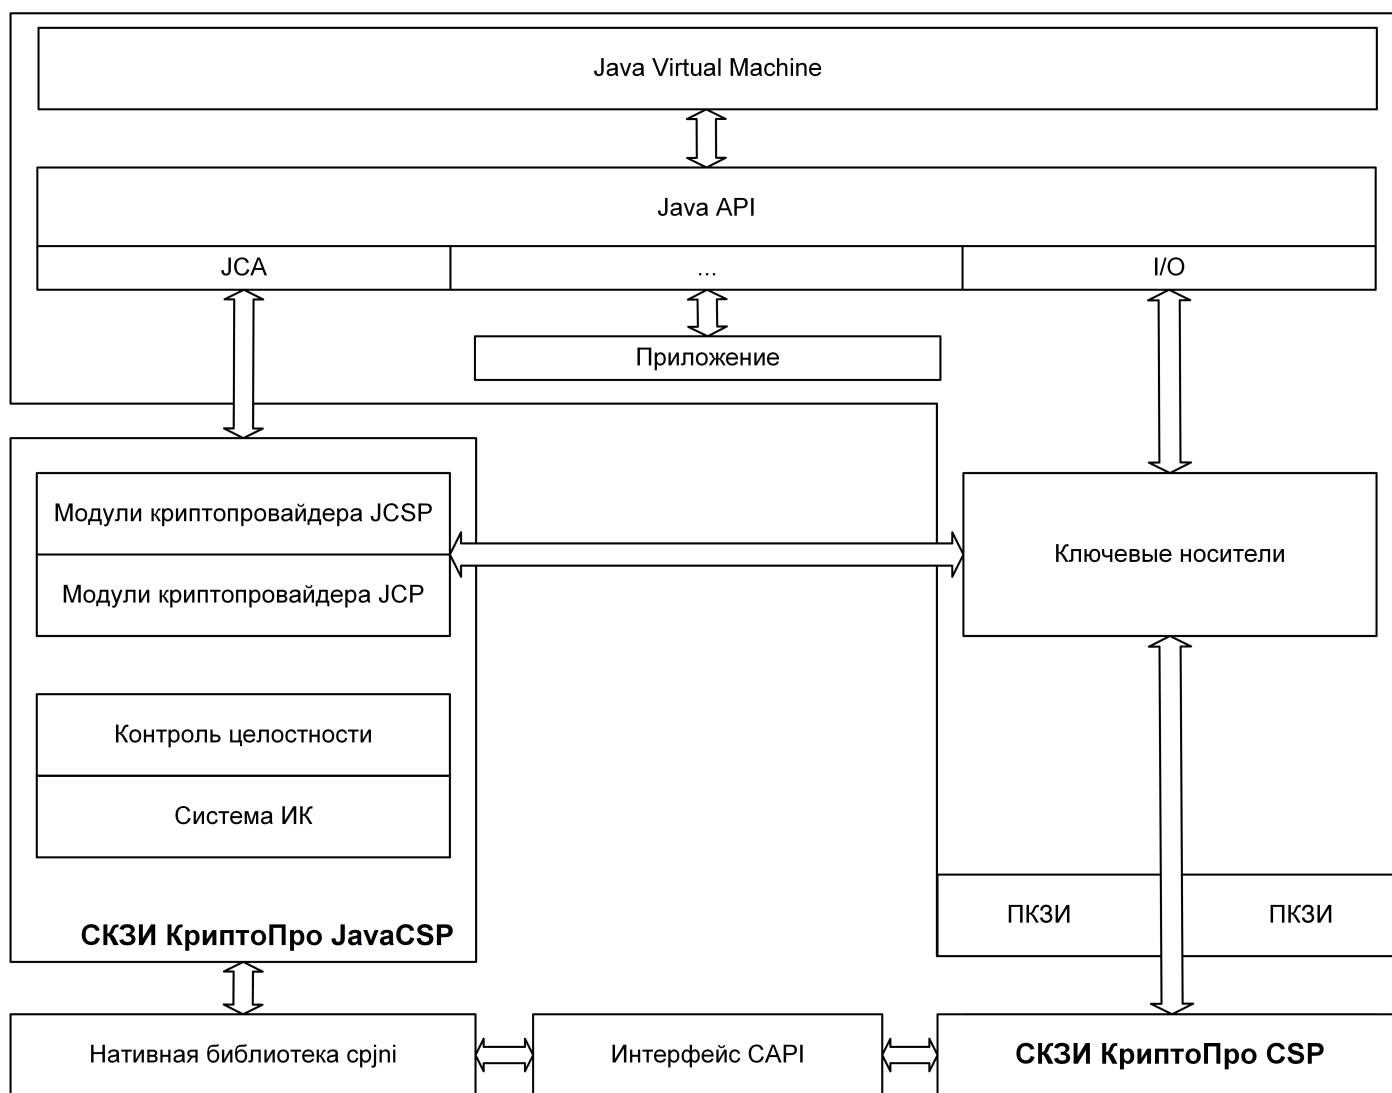 Java Virtual Machine
Java API
JCA
...
I/O
Приложение
Модули криптопровайдера JCSP
Модули криптопровайдера JCP
Ключевые носители
Контроль целостности
Система ИК
СКЗИ КриптоПро JavaCSP
ПКЗИ
ПКЗИ
Нативная библиотека cpjni
Интерфейс CAPI
СКЗИ КриптоПро CSP